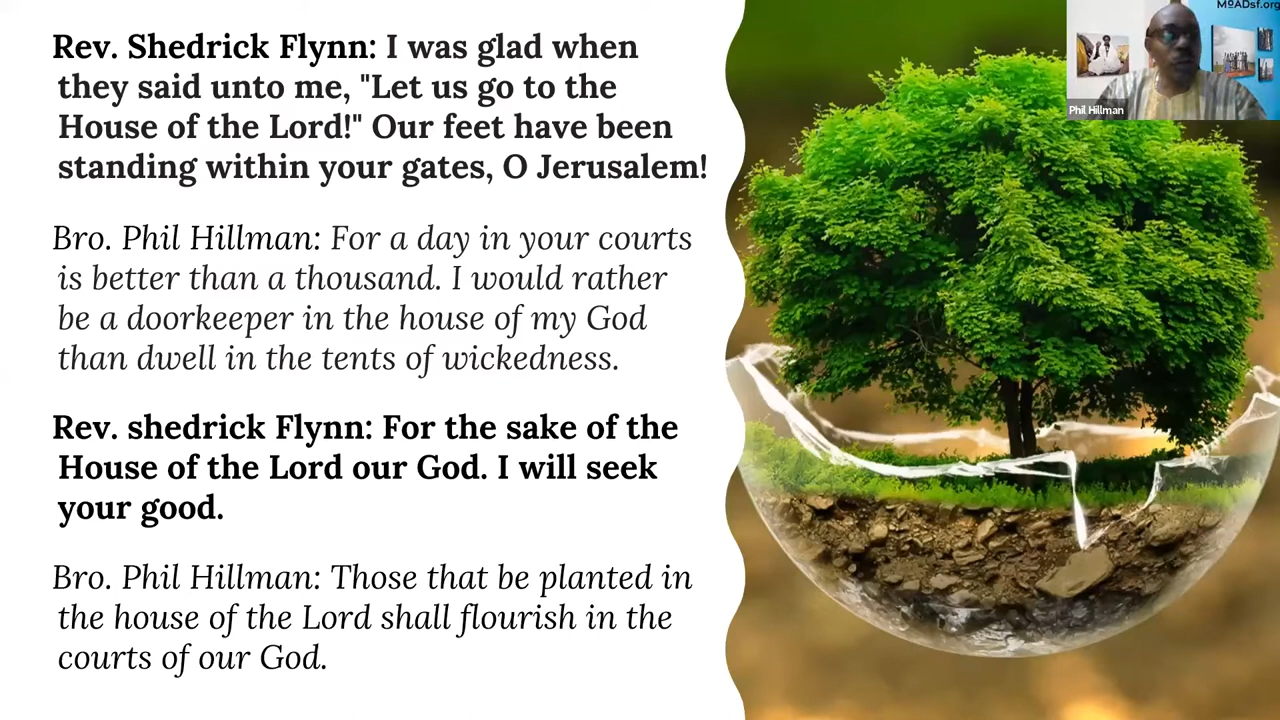 Rev. Shedrick Flynn: I was glad when
they said unto me, "Let us go to the
House of the Lord!" Our feet have been
standing within your gates, O Jerusalem!
Bro. Phil Hillman: For a day in your courts
is better than a thousand. I would rather
be a doorkeeper in the house of my God
than dwell in the tents of wickedness.
Rev. shedrick Flynn: For the sake of the
House of the Lord our God. I will seek
your good.
Bro. Phil Hillman: Those that be planted in
the house of the Lord shall flourish in the
courts of our God.
MoADsf.org
Phil Hillman